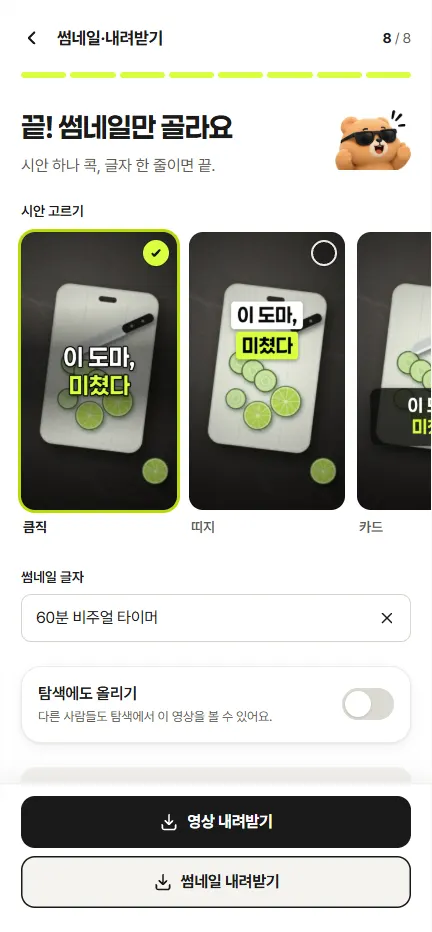 썸네일·내려받기
8 / 8
끝! 썸네일만 골라요
시안 하나 콕, 글자 한 줄이면 끝.
시안 고르기
이 도마,
미쳤다
이 도마,
미쳤다
이
큼직
띠지
카드
썸네일 글자
60분 비주얼 타이머
탐색에도 올리기
다른 사람들도 탐색에서 이 영상을 볼 수 있어요.
영상 내려받기
썸네일 내려받기